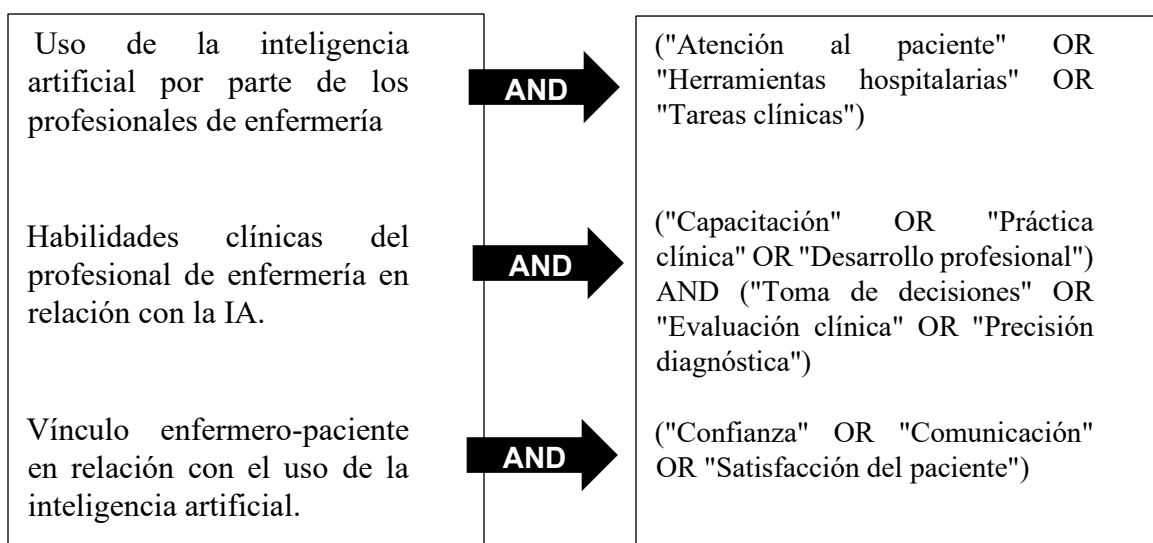 Uso de la inteligencia
artificial por parte de los
profesionales de enfermería
AND
("Atención al paciente" OR
"Herramientas hospitalarias" OR
"Tareas clínicas")
Habilidades clínicas del
profesional de enfermería en
relación con la IA.
AND
("Capacitación" OR "Práctica
clínica" OR "Desarrollo profesional")
AND ("Toma de decisiones" OR
"Evaluación clínica" OR "Precisión
diagnóstica")
Vínculo enfermero-paciente
en relación con el uso de la
inteligencia artificial.
AND
("Confianza" OR "Comunicación"
OR "Satisfacción del paciente")